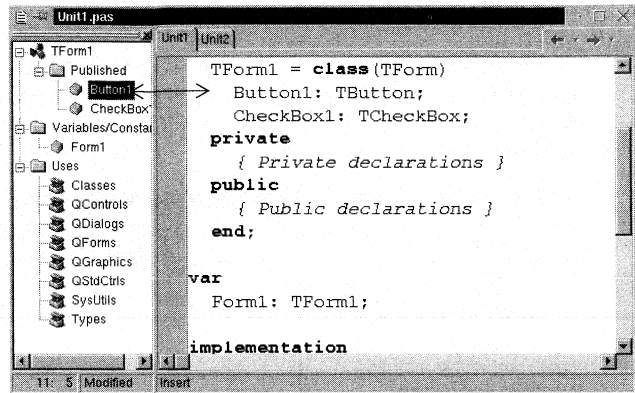 Unit1.pas
Unit1 Unit2
TForm1
Published
Button1
CheckBox
Variables/Constan
Form1
Uses
Classes
QControls
QDialogs
QForms
QGraphics
QStdCtrls
SysUtils
Types
TForm1 = class(TForm)
Button1: TButton;
CheckBox1: TCheckBox;
private
{ Private declarations }
public
{ Public declarations }
end;
var
Form1: TForm1;
implementation
11: 5 Modified Insert